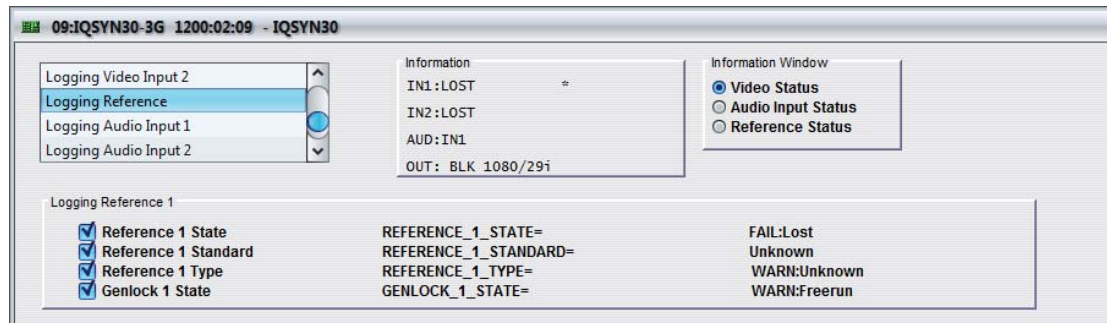 09:IQSYN30-3G 1200:02:09 - IQSYN30
Logging Video Input 2
Logging Reference
Logging Audio Input 1
Logging Audio Input 2
Information
IN1:LOST *
IN2:LOST
AUD:IN1
OUT: BLK 1080/29i
Information Window
Video Status
Audio Input Status
Reference Status
Logging Reference 1
Reference 1 State REFERENCE_1_STATE= FAIL:Lost
Reference 1 Standard REFERENCE_1_STANDARD= Unknown
Reference 1 Type REFERENCE_1_TYPE= WARN:Unknown
Genlock 1 State GENLOCK_1_STATE= WARN:Freerun